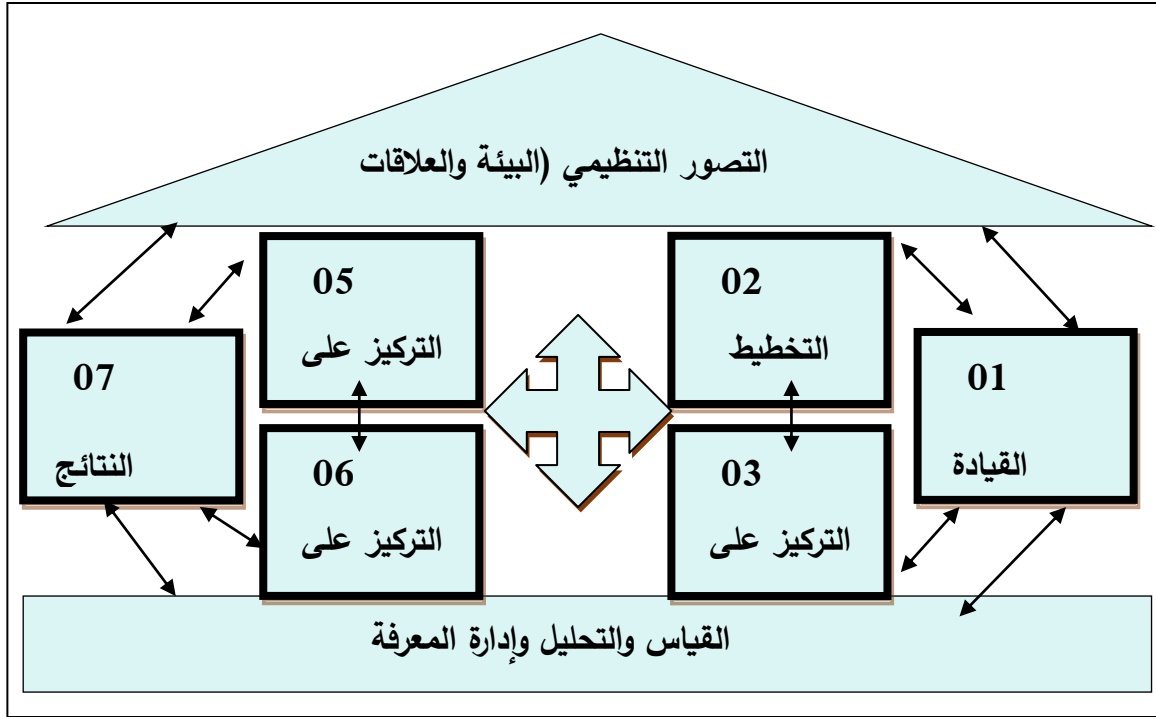 التصور التنظيمي (البيئة والعلاقات
02
التخطيط
05
التركيز على
01
القيادة
07
النتائج
03
التركيز على
06
التركيز على
القياس والتحليل وإدارة المعرفة